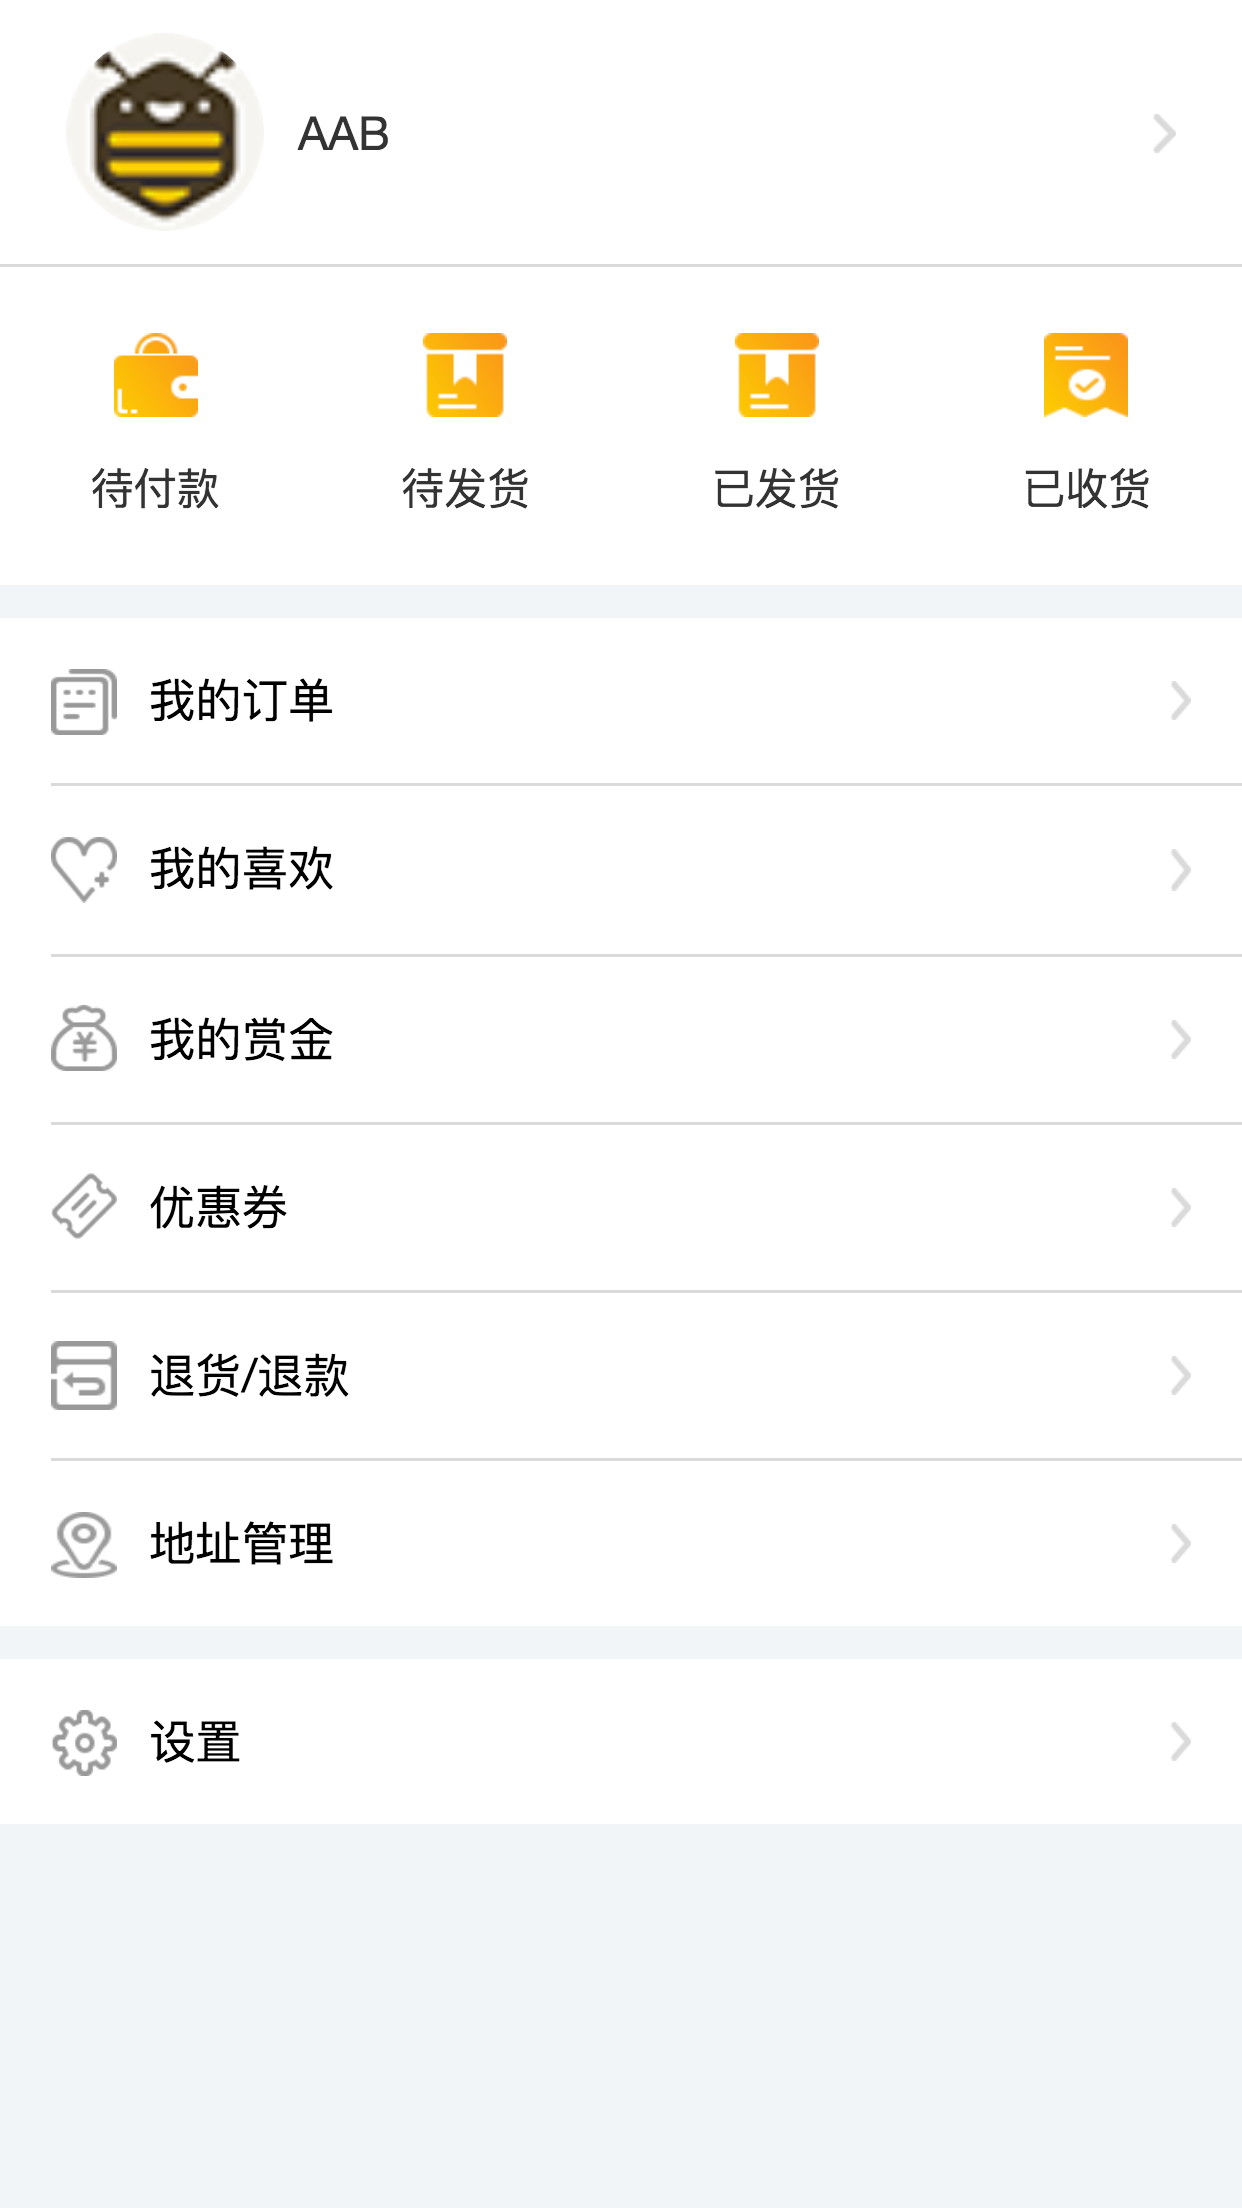 AAB
待付款 待发货 已发货 已收货
我的订单
我的喜欢
我的赏金
优惠券
退货/退款
地址管理
设置